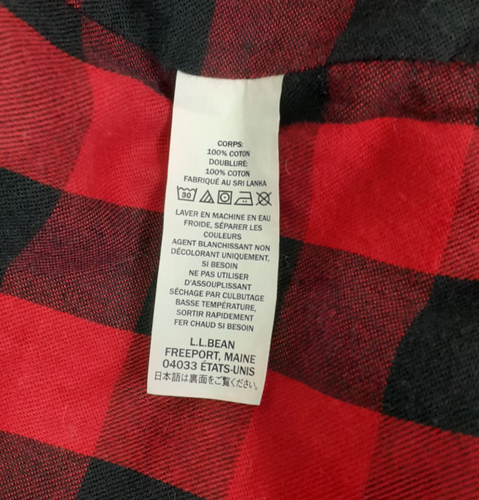 CORPS:
100% COTON
DOUBLURE:
100% COTON
FABRIQUÉ AU SRI LANKA
30
LAVER EN MACHINE EN EAU
FROIDE, SÉPARER LES
COULEURS
AGENT BLANCHISSANT NON
DÉCOLORANT UNIQUEMENT,
SI BESOIN
NE PAS UTILISER
D'ASSOUPLISSANT
SÉCHAGE PAR CULBUTAGE
BASSE TEMPÉRATURE,
SORTIR RAPIDEMENT
FER CHAUD SI BESOIN
L.L.BEAN
FREEPORT, MAINE
04033 ÉTATS-UNIS
日本語は裏面をご覧ください。